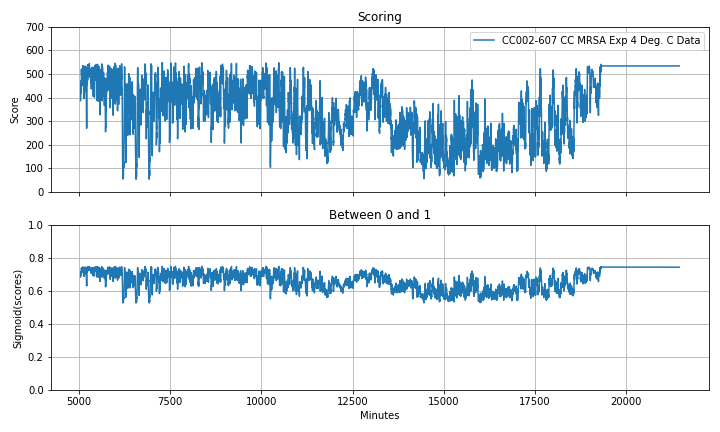 Scoring
700
600
500
400
300
200
100
0
Score
CC002-607 CC MRSA Exp 4 Deg. C Data
Between 0 and 1
1.0
0.8
0.6
0.4
0.2
0.0
Sigmoid(scores)
5000 7500 10000 12500 15000 17500 20000
Minutes